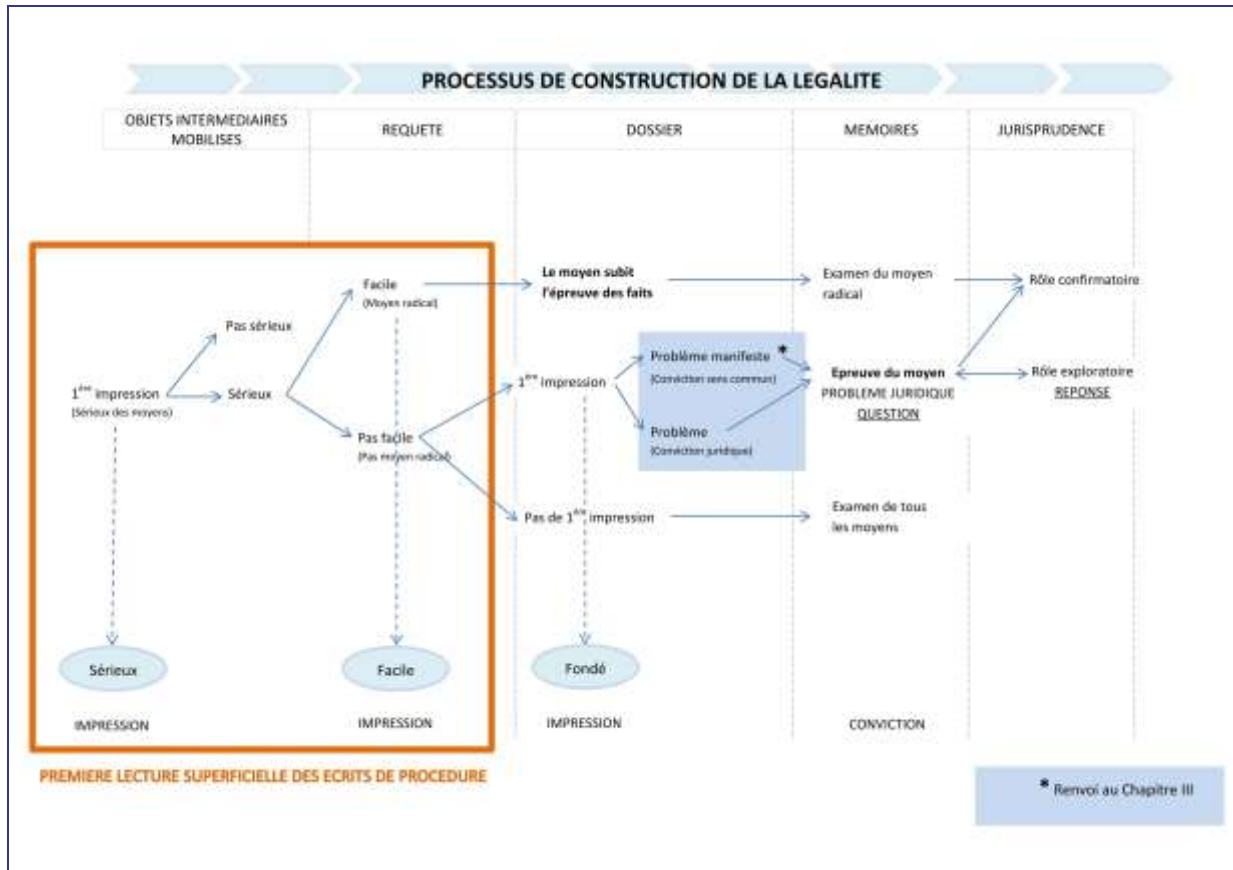 PROCESSUS DE CONSTRUCTION DE LA LEGALITE
OBJETS INTERMEDIAIRES
MOBILISES
REQUETE
DOSSIER
MEMOIRES
JURISPRUDENCE
1ère impression
(Sérieux des moyens)
Pas sérieux
Sérieux
Facile
(Moyen radical)
Pas facile
(Pas moyen radical)
Le moyen subit
l'épreuve des faits
1ère impression
Problème manifeste *
(Conviction sens commun)
Problème
(Conviction juridique)
Pas de 1ère impression
Examen du moyen
radical
Epreuve du moyen
PROBLEME JURIDIQUE
QUESTION
Examen de tous
les moyens
Rôle confirmatoire
Rôle exploratoire
REPONSE
Sérieux
Facile
Fondé
IMPRESSION
IMPRESSION
IMPRESSION
CONVICTION
PREMIERE LECTURE SUPERFICIELLE DES ECRITS DE PROCEDURE
* Renvoi au Chapitre III